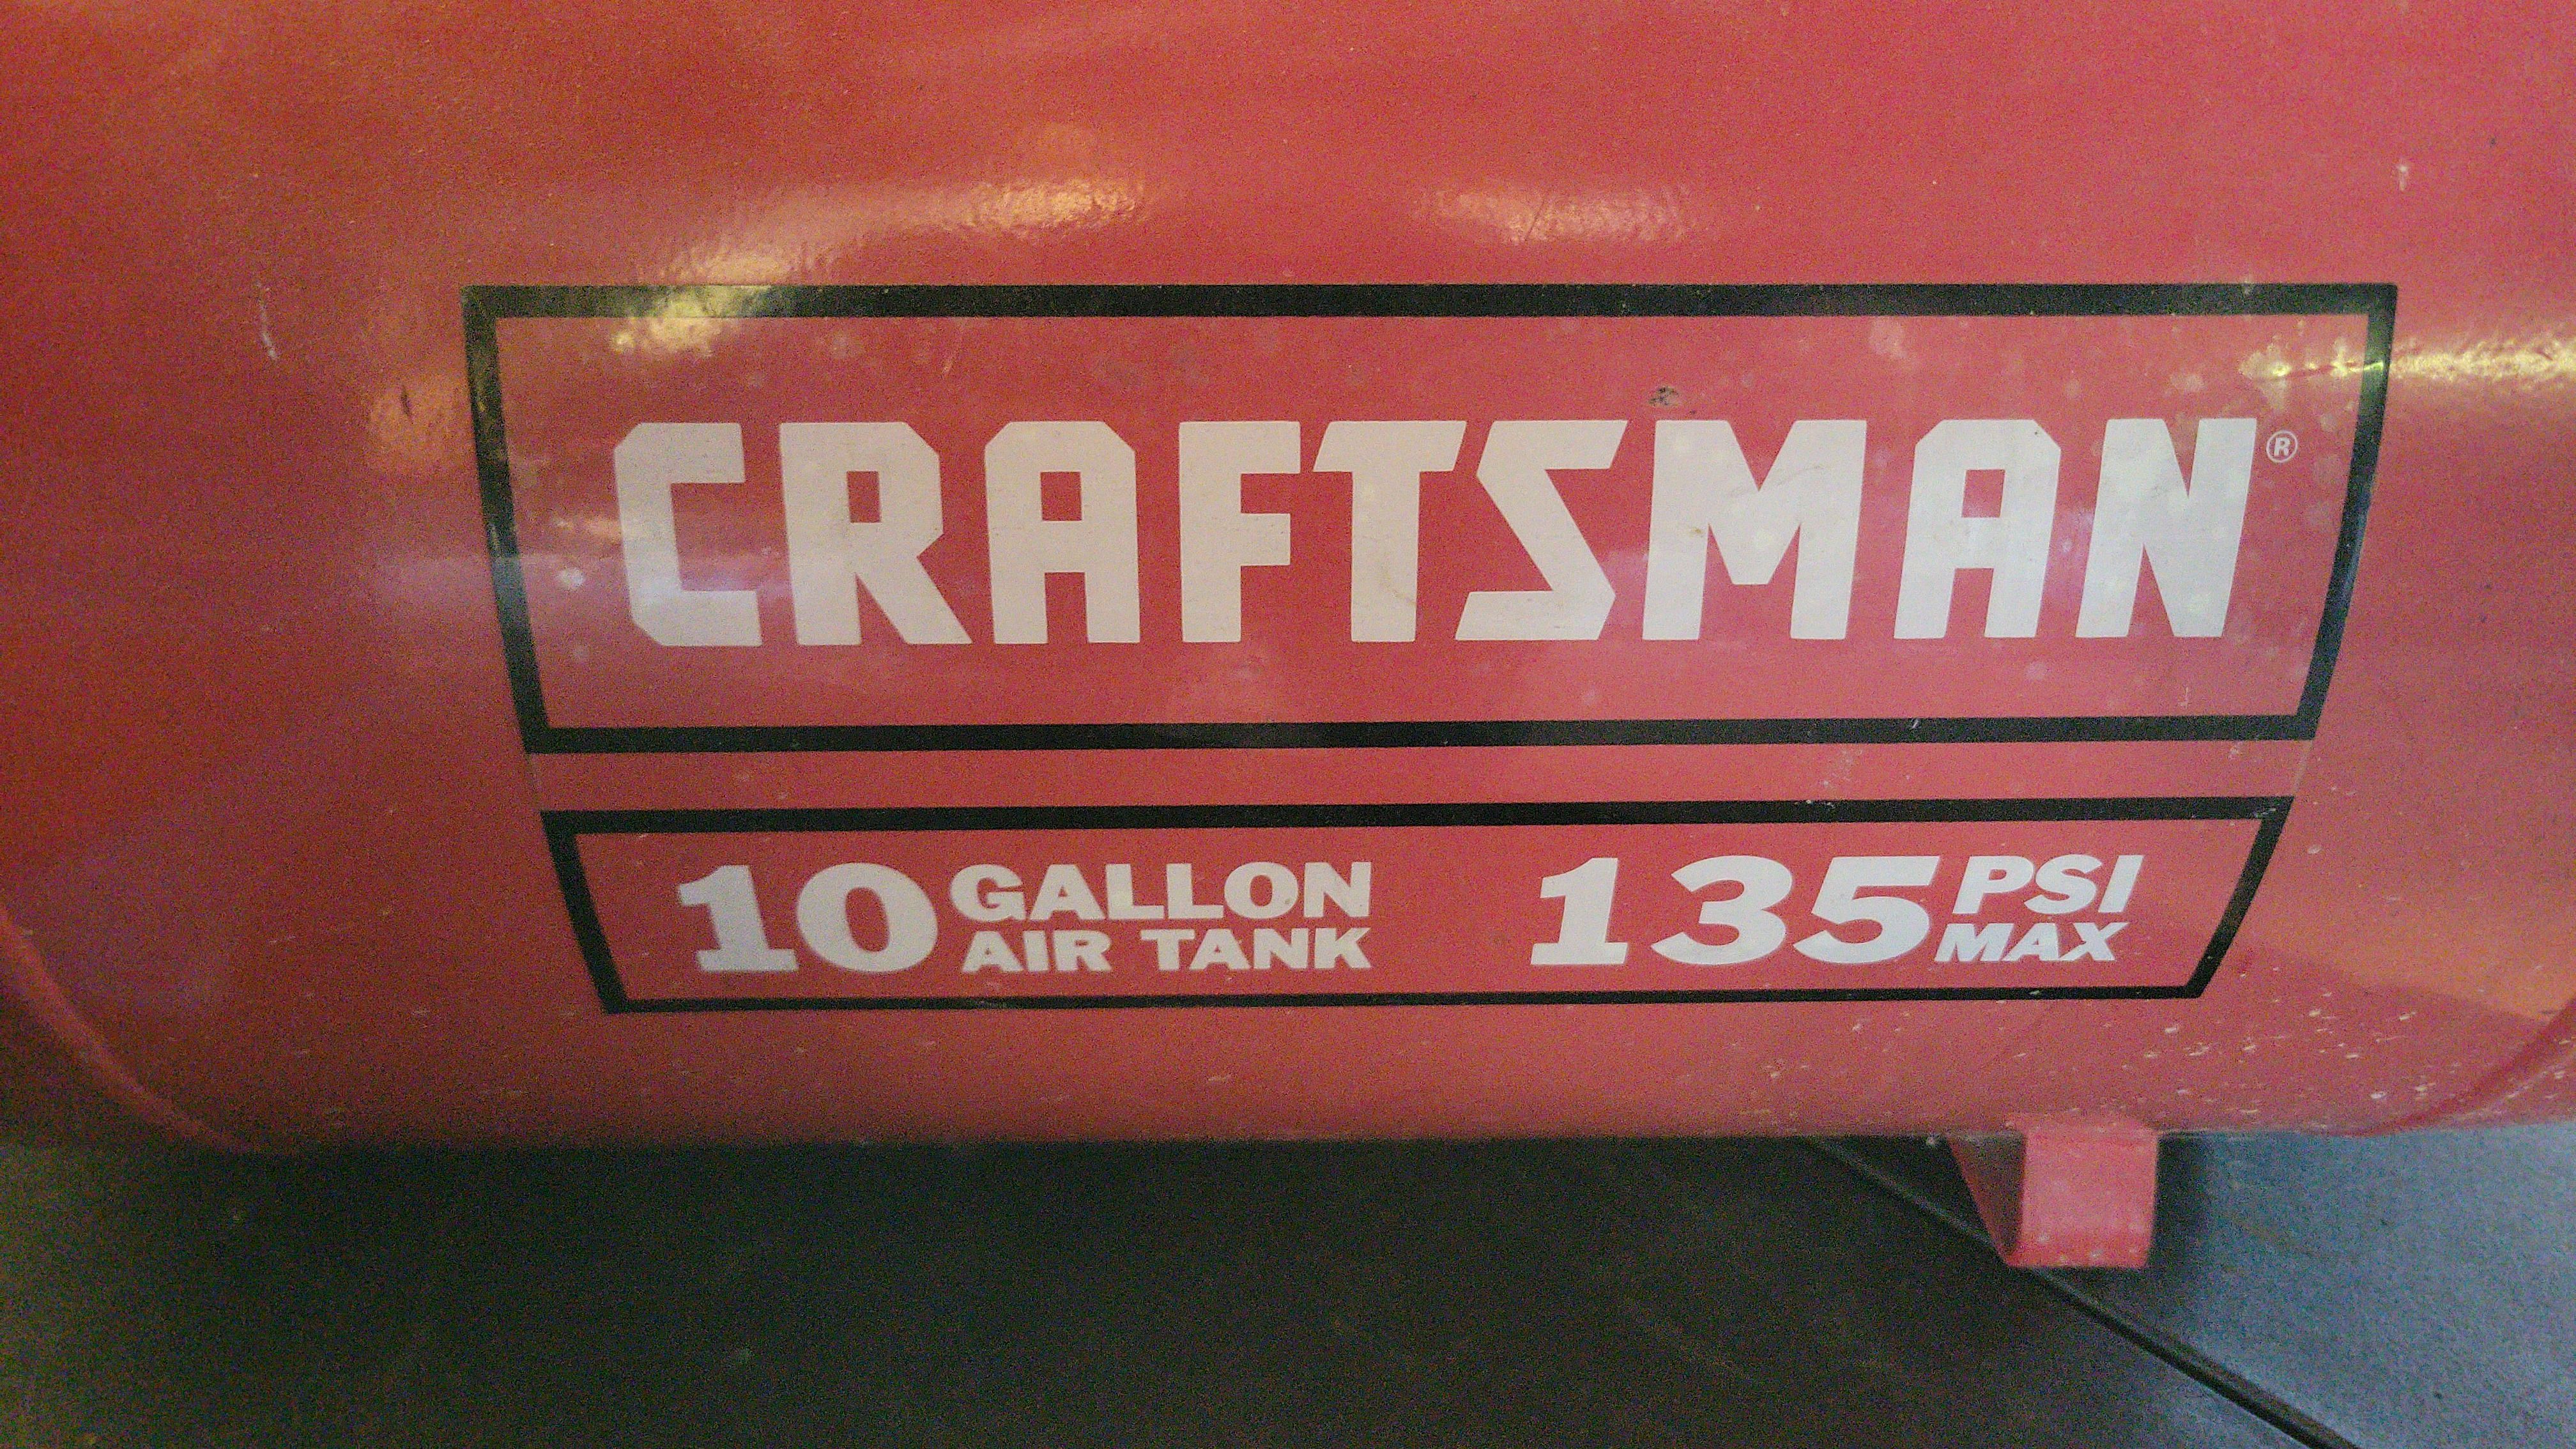 CRAFTSMAN®
10 GALLON AIR TANK
135 PSI MAX